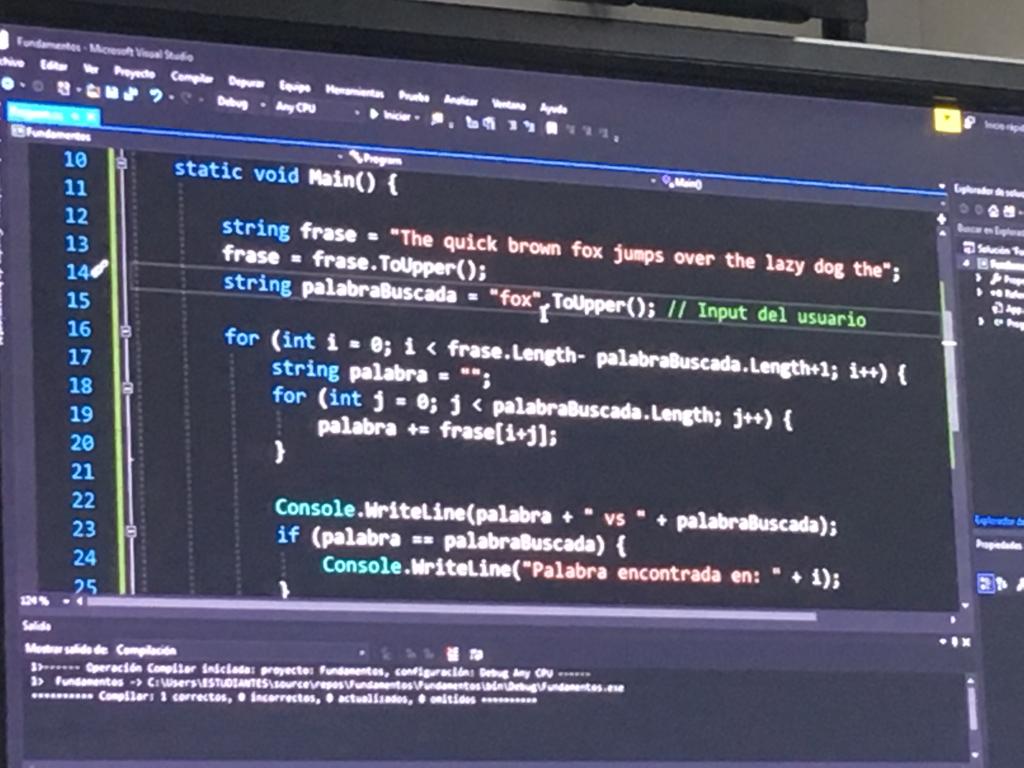 Fundamentos - Microsoft Visual Studio
chivo Editar Ver Proyecto Compilar Depurar Equipo Herramientas Prueba Analizar Ventana Ayuda
Debug Any CPU Iniciar
Inicio rápid
Fundamentos
Program
Main()
10 static void Main() {
11
12 string frase = "The quick brown fox jumps over the lazy dog the";
13 frase = frase.ToUpper();
14 string palabraBuscada = "fox".ToUpper(); // Input del usuario
15
16 for (int i = 0; i < frase.Length- palabraBuscada.Length+1; i++) {
17 string palabra = "";
18 for (int j = 0; j < palabraBuscada.Length; j++) {
19 palabra += frase[i+j];
20 }
21
22 Console.WriteLine(palabra + " vs " + palabraBuscada);
23 if (palabra == palabraBuscada) {
24 Console.WriteLine("Palabra encontrada en: " + i);
25 }
124 %
Explorador de soluc
Buscar en Explorad
Solución "Fu
Propiedades
Salida
Mostrar salida de: Compilación
1>------ Operación Compilar iniciada: proyecto: Fundamentos, configuración: Debug Any CPU ------
1> Fundamentos -> C:\Users\ESTUDIANTES\source\repos\Fundamentos\Fundamentos\bin\Debug\Fundamentos.exe
========== Compilar: 1 correctos, 0 incorrectos, 0 actualizados, 0 omitidos ==========